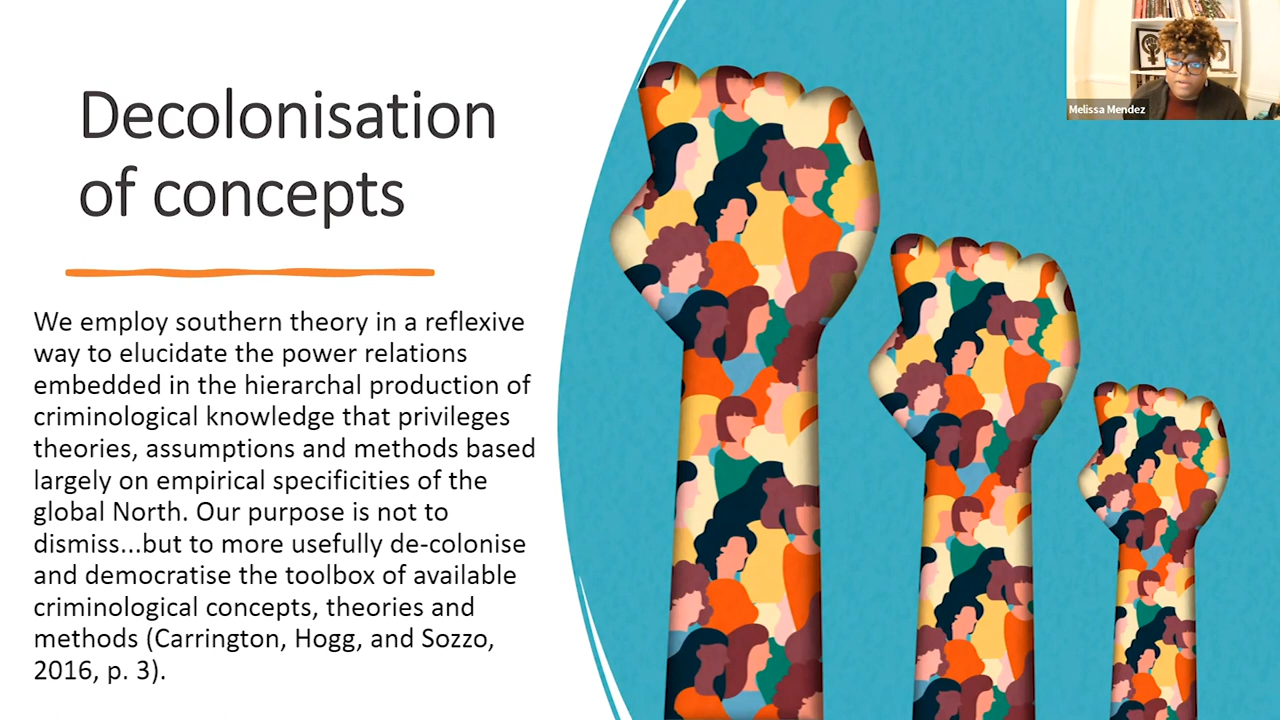 Decolonisation
of concepts
We employ southern theory in a reflexive
way to elucidate the power relations
embedded in the hierarchal production of
criminological knowledge that privileges
theories, assumptions and methods based
largely on empirical specificities of the
global North. Our purpose is not to
dismiss...but to more usefully de-colonise
and democratise the toolbox of available
criminological concepts, theories and
methods (Carrington, Hogg, and Sozzo,
2016, p. 3).
Melissa Mendez